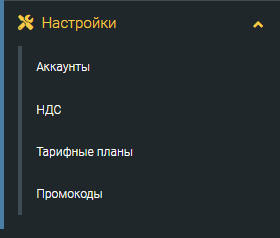 Настройки
Аккаунты
НДС
Тарифные планы
Промокоды